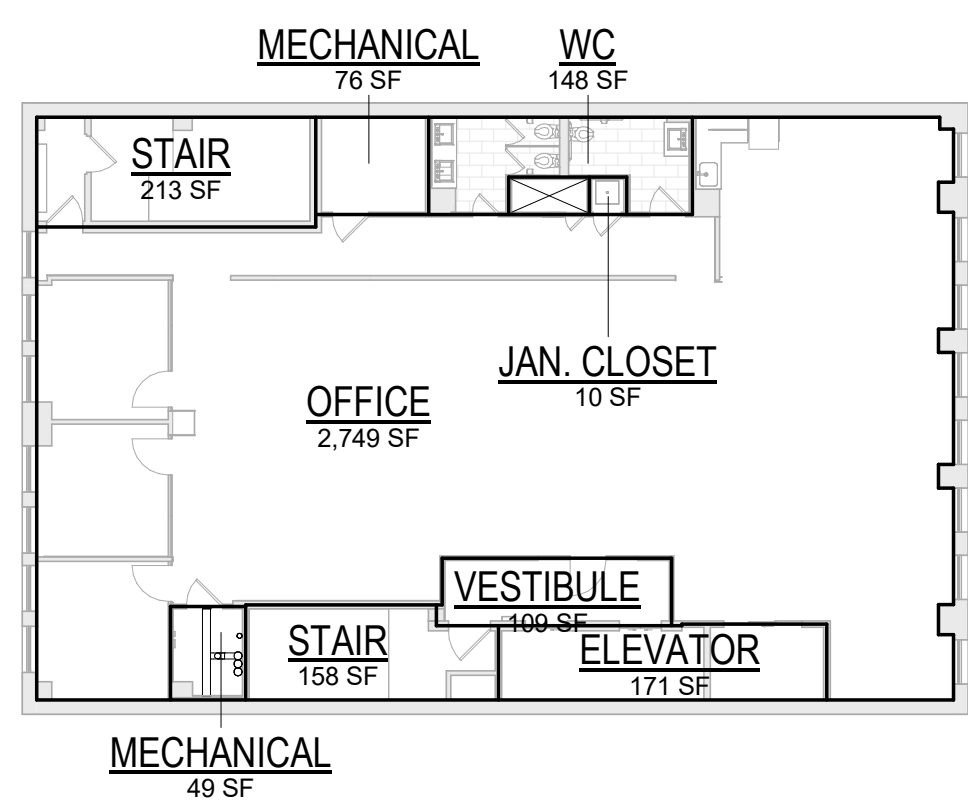 MECHANICAL
76 SF
WC
148 SF
STAIR
213 SF
JAN. CLOSET
10 SF
OFFICE
2,749 SF
VESTIBULE
109 SF
STAIR
158 SF
ELEVATOR
171 SF
MECHANICAL
49 SF